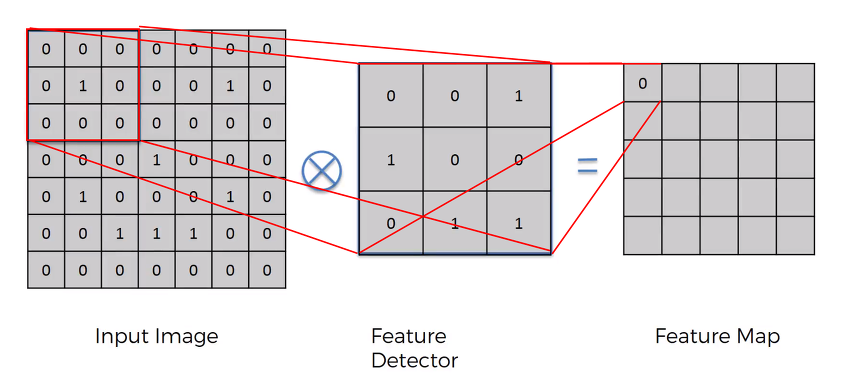 0 0 0 0 0 0 0
0 1 0 0 0 1 0
0 0 0 0 0 0 0
0 0 0 1 0 0 0
0 1 0 0 0 1 0
0 0 1 1 1 0 0
0 0 0 0 0 0 0
0 0 1
1 0 0
0 1 1
=
0
Input Image
Feature
Detector
Feature Map